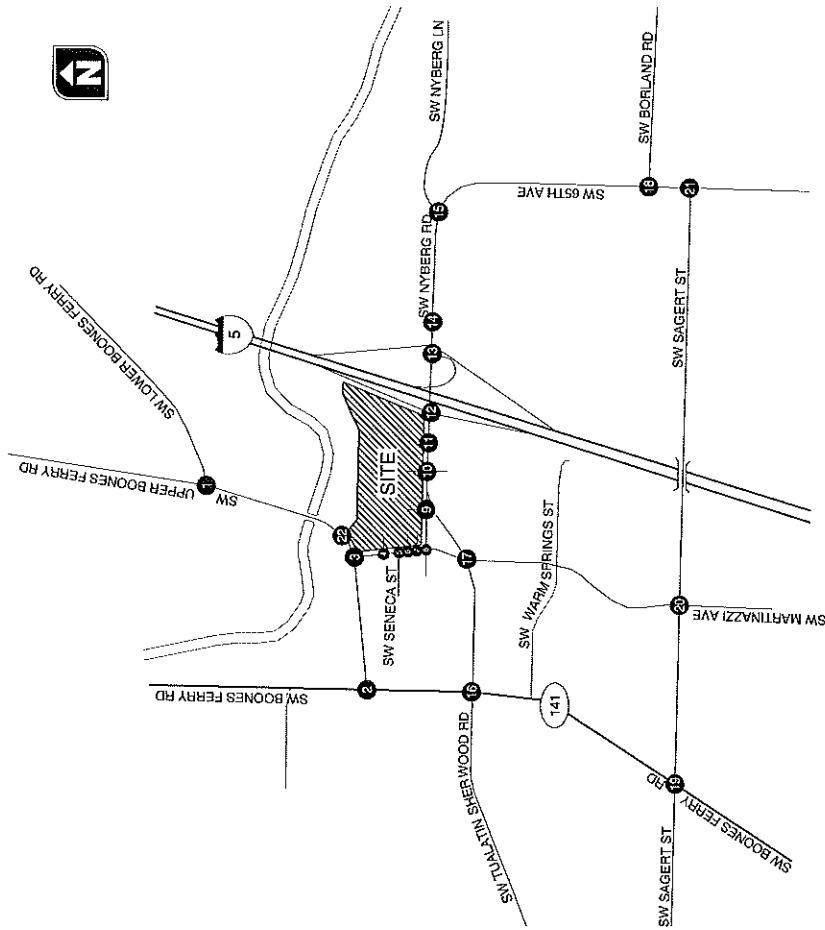 N
SW LOWER BOONES FERRY RD
SW
UPPER BOONES FERRY RD
5
SW NYBERG LN
1
22
3
SITE
4
SW SENECA ST
SW NYBERG RD
15
14
13
12
11
10
9
8
17
SW 65TH AVE
SW BORLAND RD
18
21
SW BOONES FERRY RD
2
16
SW WARM SPRINGS ST
SW TUALATIN SHERWOOD RD
141
SW SAGERT ST
20
SW MARTINAZZI AVE
19
SW BOONES FERRY
RD
SW SAGERT ST